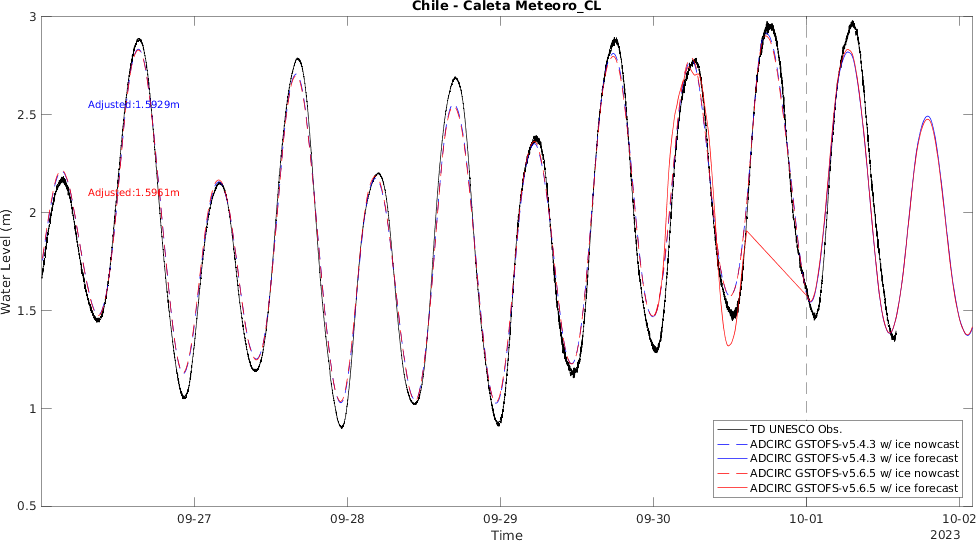 Chile - Caleta Meteoro_CL
3
Adjusted:1.5929m
2.5
Adjusted:1.5961m
2
Water Level (m)
1.5
1
TD UNESCO Obs.
ADCIRC GSTOFS-v5.4.3 w/ ice nowcast
ADCIRC GSTOFS-v5.4.3 w/ ice forecast
ADCIRC GSTOFS-v5.6.5 w/ ice nowcast
ADCIRC GSTOFS-v5.6.5 w/ ice forecast
0.5
09-27 09-28 09-29 09-30 10-01 10-02
Time
2023